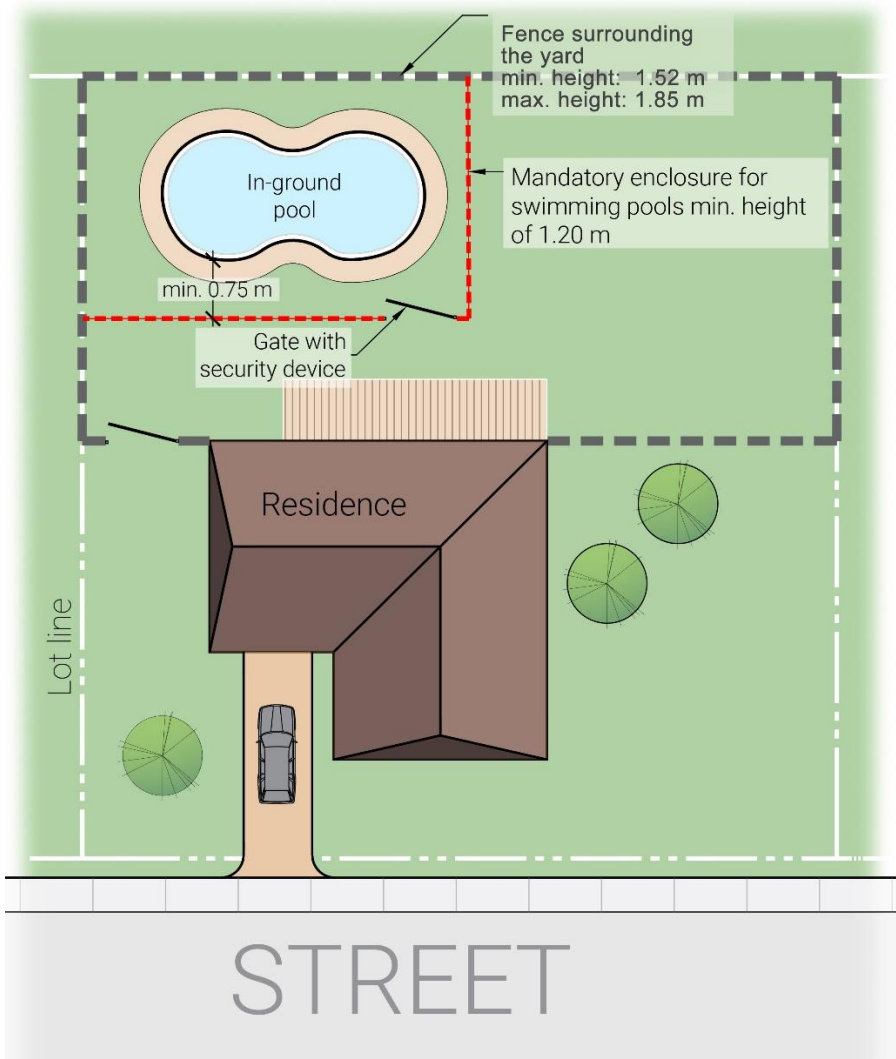 Fence surrounding
the yard
min. height: 1.52 m
max. height: 1.85 m
In-ground
pool
Mandatory enclosure for
swimming pools min. height
of 1.20 m
min. 0.75 m
Gate with
security device
Residence
Lot line
STREET